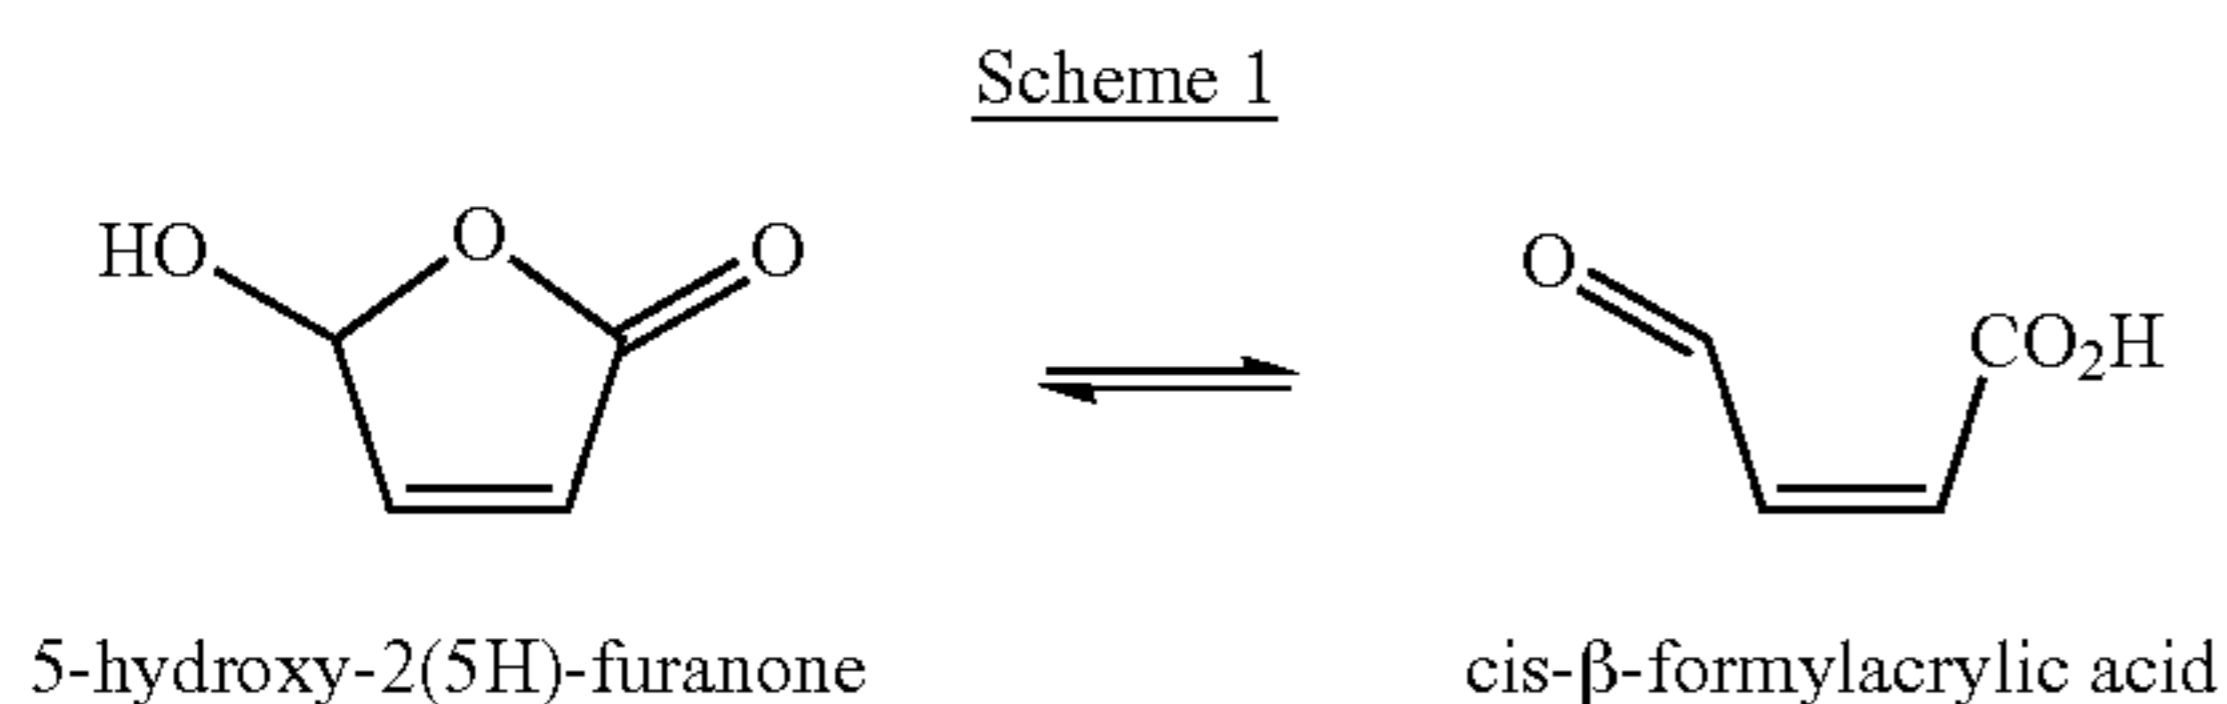 Scheme 1
HO O O
O CO₂H
5-hydroxy-2(5H)-furanone
cis-β-formylacrylic acid